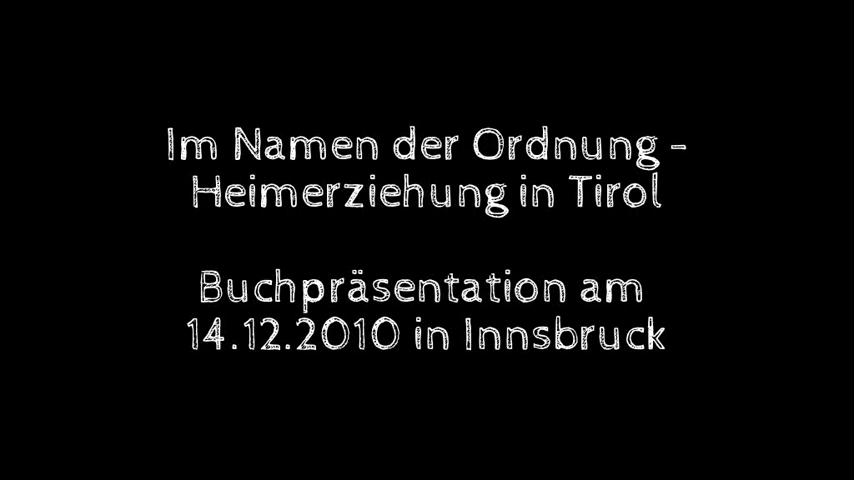 Im Namen der Ordnung -
Heimerziehung in Tirol
Buchpräsentation am
14.12.2010 in Innsbruck